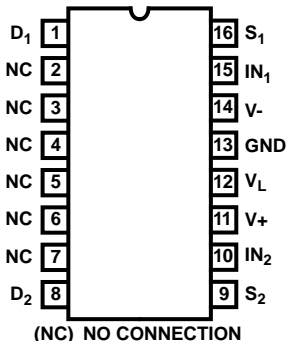 D1 1 16 S1
NC 2 15 IN1
NC 3 14 V-
NC 4 13 GND
NC 5 12 VL
NC 6 11 V+
NC 7 10 IN2
D2 8 9 S2
(NC) NO CONNECTION